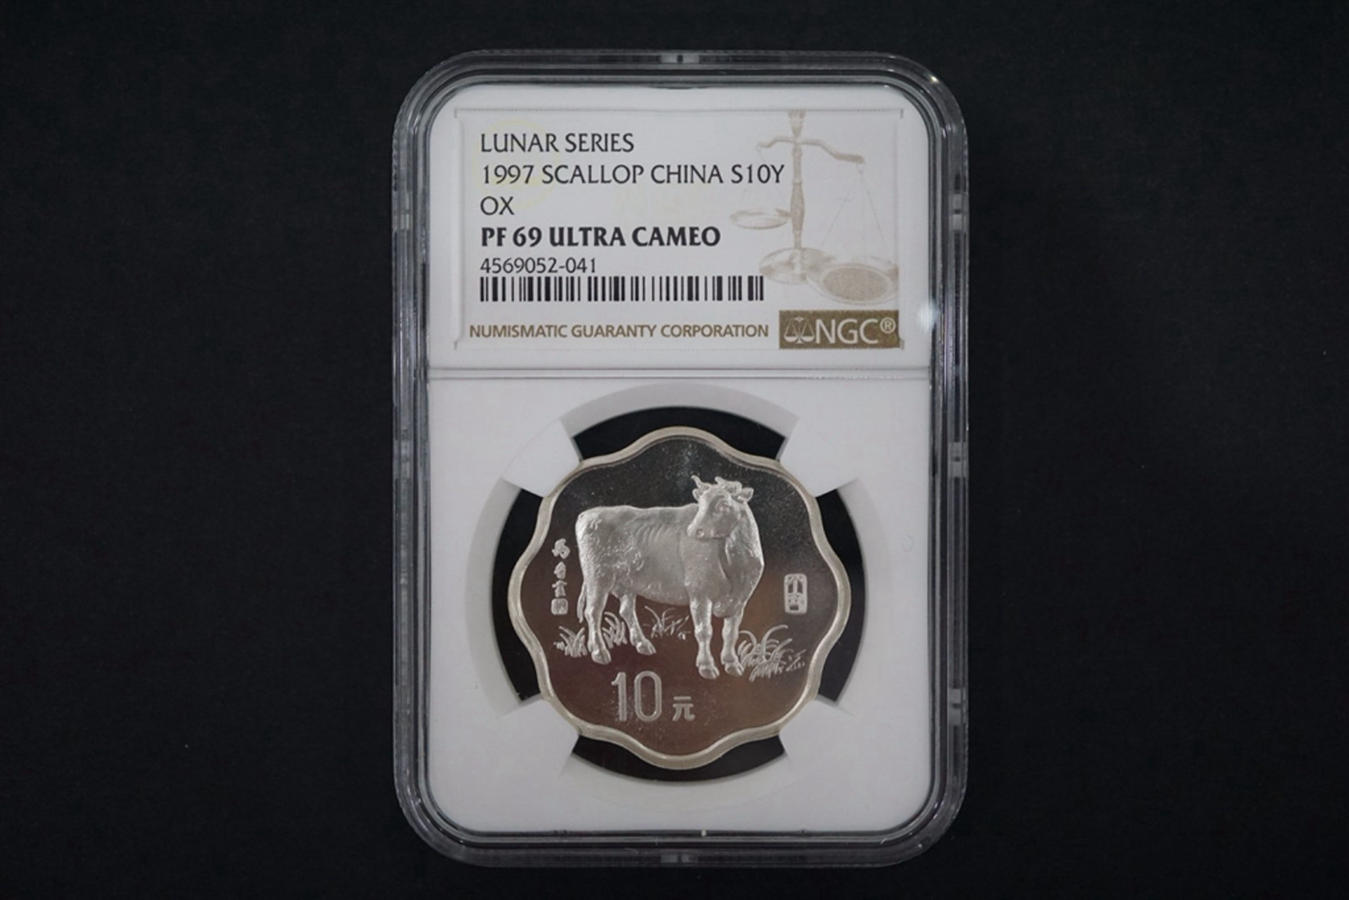 LUNAR SERIES
1997 SCALLOP CHINA S10Y
OX
PF 69 ULTRA CAMEO
4569052-041
NUMISMATIC GUARANTY CORPORATION
NGC®
10元